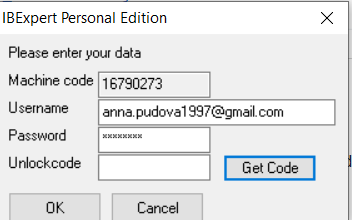 IBExpert Personal Edition
Please enter your data
Machine code 16790273
Username anna.pudova1997@gmail.com
Password ********
Unlockcode Get Code
OK Cancel